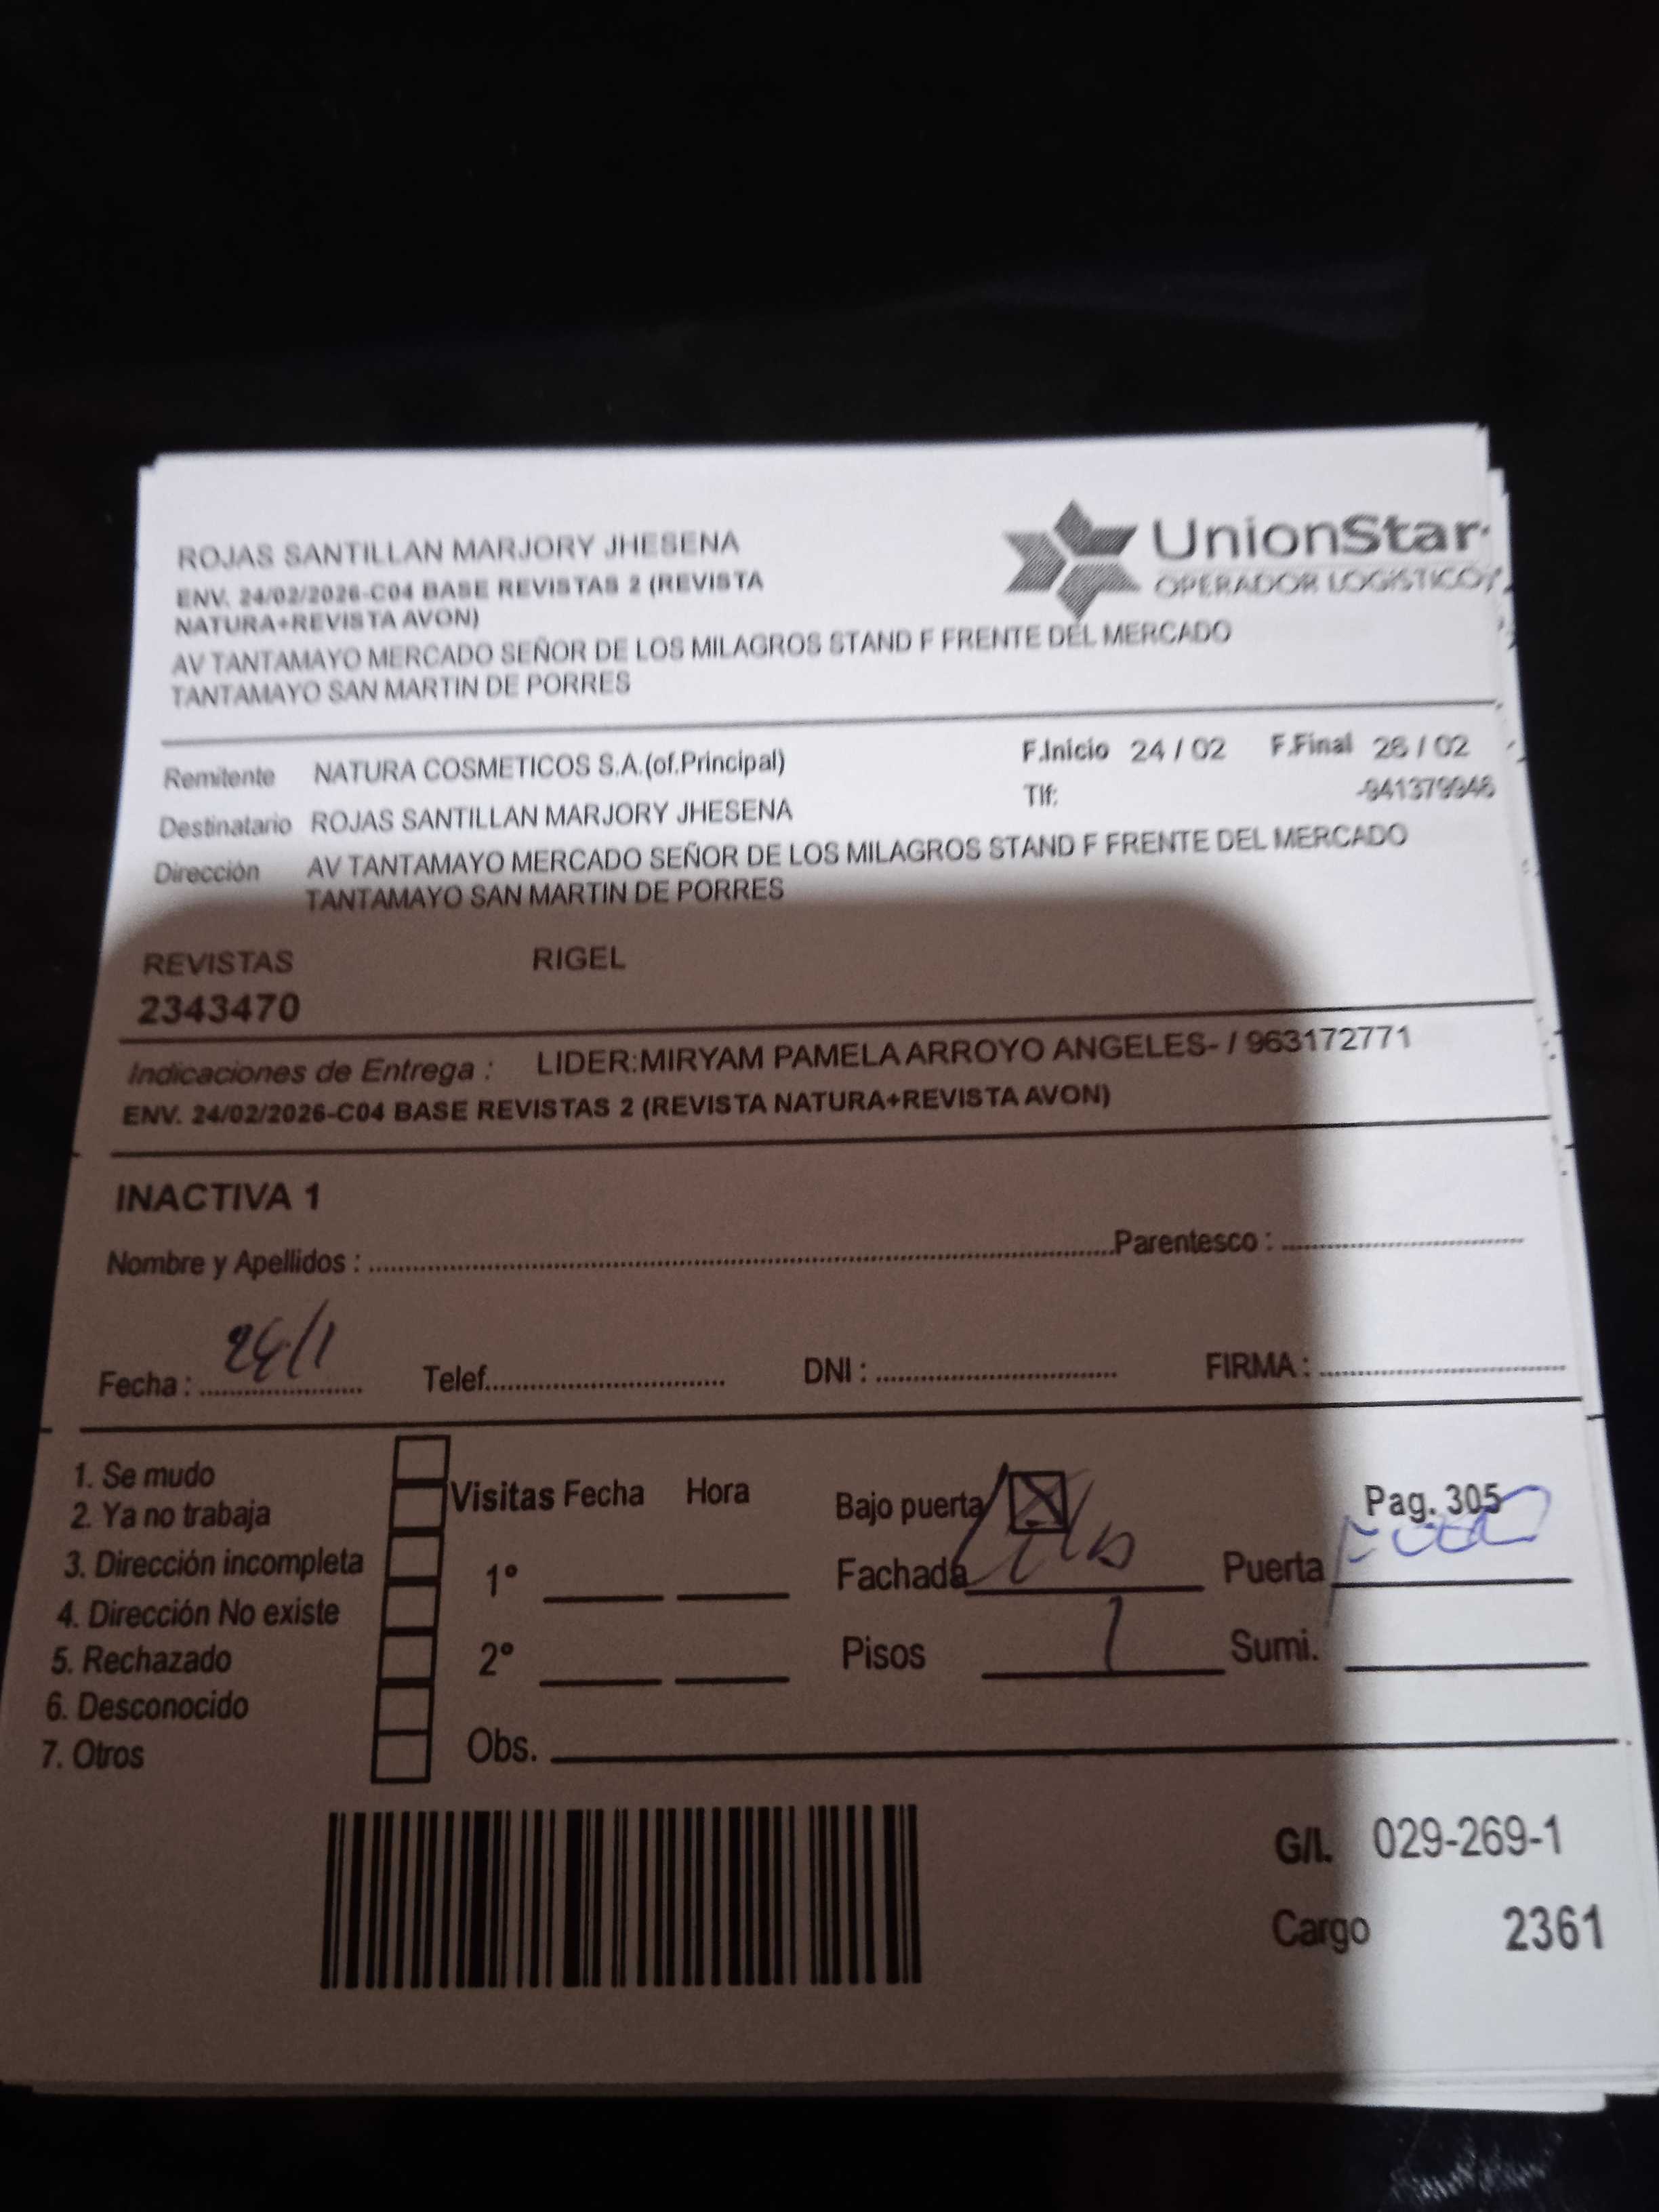 ROJAS SANTILLAN MARJORY JHESENA
UnionStar
OPERADOR LOGISTICO
ENV. 24/02/2026-C04 BASE REVISTAS 2 (REVISTA
NATURA+REVISTA AVON)
AV TANTAMAYO MERCADO SEÑOR DE LOS MILAGROS STAND F FRENTE DEL MERCADO
TANTAMAYO SAN MARTIN DE PORRES
Remitente NATURA COSMETICOS S.A.(of.Principal) F.Inicio 24 / 02 F.Final 26 / 02
Destinatario ROJAS SANTILLAN MARJORY JHESENA Tlf: -941379946
Dirección AV TANTAMAYO MERCADO SEÑOR DE LOS MILAGROS STAND F FRENTE DEL MERCADO
TANTAMAYO SAN MARTIN DE PORRES
REVISTAS RIGEL
2343470
Indicaciones de Entrega : LIDER:MIRYAM PAMELA ARROYO ANGELES- / 963172771
ENV. 24/02/2026-C04 BASE REVISTAS 2 (REVISTA NATURA+REVISTA AVON)
INACTIVA 1
Nombre y Apellidos : Parentesco :
Fecha : Telef. DNI : FIRMA :
1. Se mudo
2. Ya no trabaja
3. Dirección incompleta
4. Dirección No existe
5. Rechazado
6. Desconocido
7. Otros
Visitas Fecha Hora
1°
2°
Obs.
Bajo puerta Pag. 305
Fachada Puerta
Pisos 1 Sumi.
G/I. 029-269-1
Cargo 2361